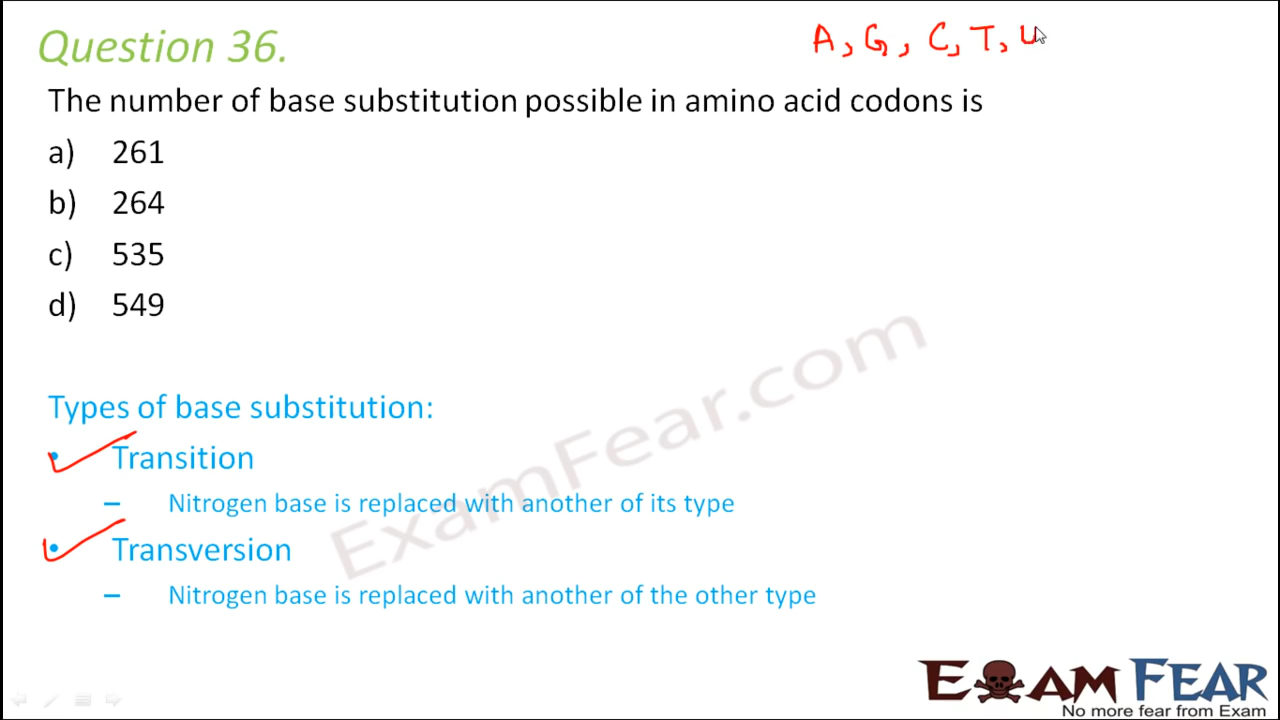 Question 36.
A, G, C, T, U
The number of base substitution possible in amino acid codons is
a) 261
b) 264
c) 535
d) 549
ExamFear.com
Types of base substitution:
• Transition
– Nitrogen base is replaced with another of its type
• Transversion
– Nitrogen base is replaced with another of the other type
EXAM FEAR
No more fear from Exam